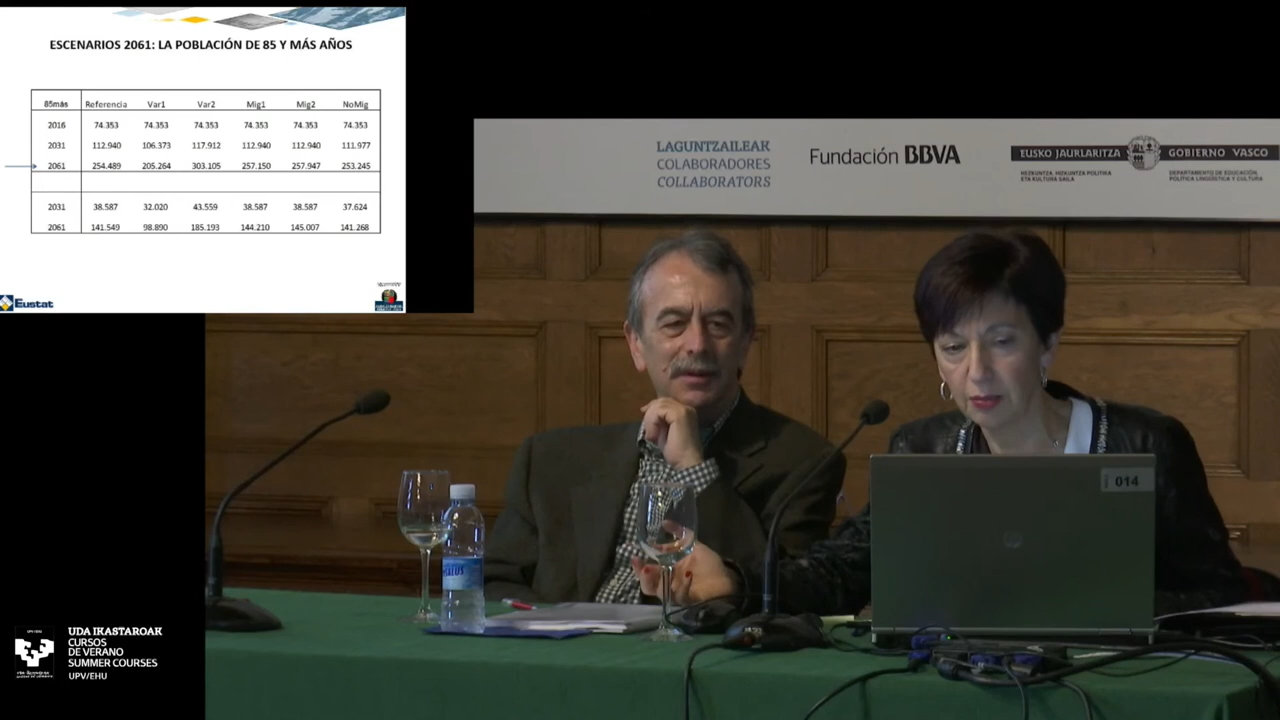 ESCENARIOS 2061: LA POBLACIÓN DE 85 Y MÁS AÑOS
85más Referencia Var1 Var2 Mig1 Mig2 NoMig
2016 74.353 74.353 74.353 74.353 74.353 74.353
2031 112.940 106.373 117.912 112.940 112.940 111.977
2061 254.489 205.264 303.105 257.150 257.947 253.245
2031 38.587 32.020 43.559 38.587 38.587 37.624
2061 141.549 98.890 185.193 144.210 145.007 141.268
Eustat
LAGUNTZAILEAK
COLABORADORES
COLLABORATORS
Fundación BBVA
EUSKO JAURLARITZA GOBIERNO VASCO
HEZKUNTZA, HIZKUNTZA POLITIKA
ETA KULTURA SAILA
DEPARTAMENTO DE EDUCACIÓN,
POLÍTICA LINGÜÍSTICA Y CULTURA
014
UDA IKASTAROAK
CURSOS
DE VERANO
SUMMER COURSES
UPV/EHU